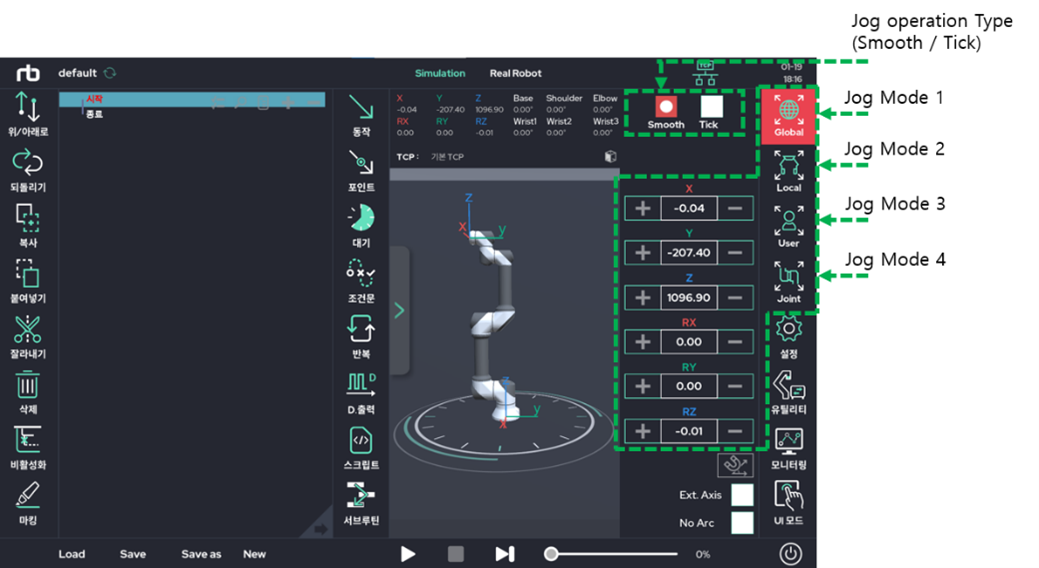 Jog operation Type
(Smooth / Tick)
Jog Mode 1
Jog Mode 2
Jog Mode 3
Jog Mode 4
rb
default
Simulation
Real Robot
TCP
01-19
18:16
위/아래로
되돌리기
복사
붙여넣기
잘라내기
삭제
비활성화
마킹
시작
종료
동작
포인트
대기
조건문
반복
D
D.출력
스크립트
서브루틴
X Y Z Base Shoulder Elbow
-0.04 -207.40 1096.90 0.00° 0.00° 0.00°
RX RY RZ Wrist1 Wrist2 Wrist3
0.00 0.00 -0.01 0.00° 0.00° 0.00°
TCP : 기본 TCP
Z
X
y
Z
y
X
Smooth
Tick
X
+ -0.04 −
Y
+ -207.40 −
Z
+ 1096.90 −
RX
+ 0.00 −
RY
+ 0.00 −
RZ
+ -0.01 −
Ext. Axis
No Arc
Global
Local
User
Joint
설정
유틸리티
모니터링
UI 모드
Load
Save
Save as
New
0%